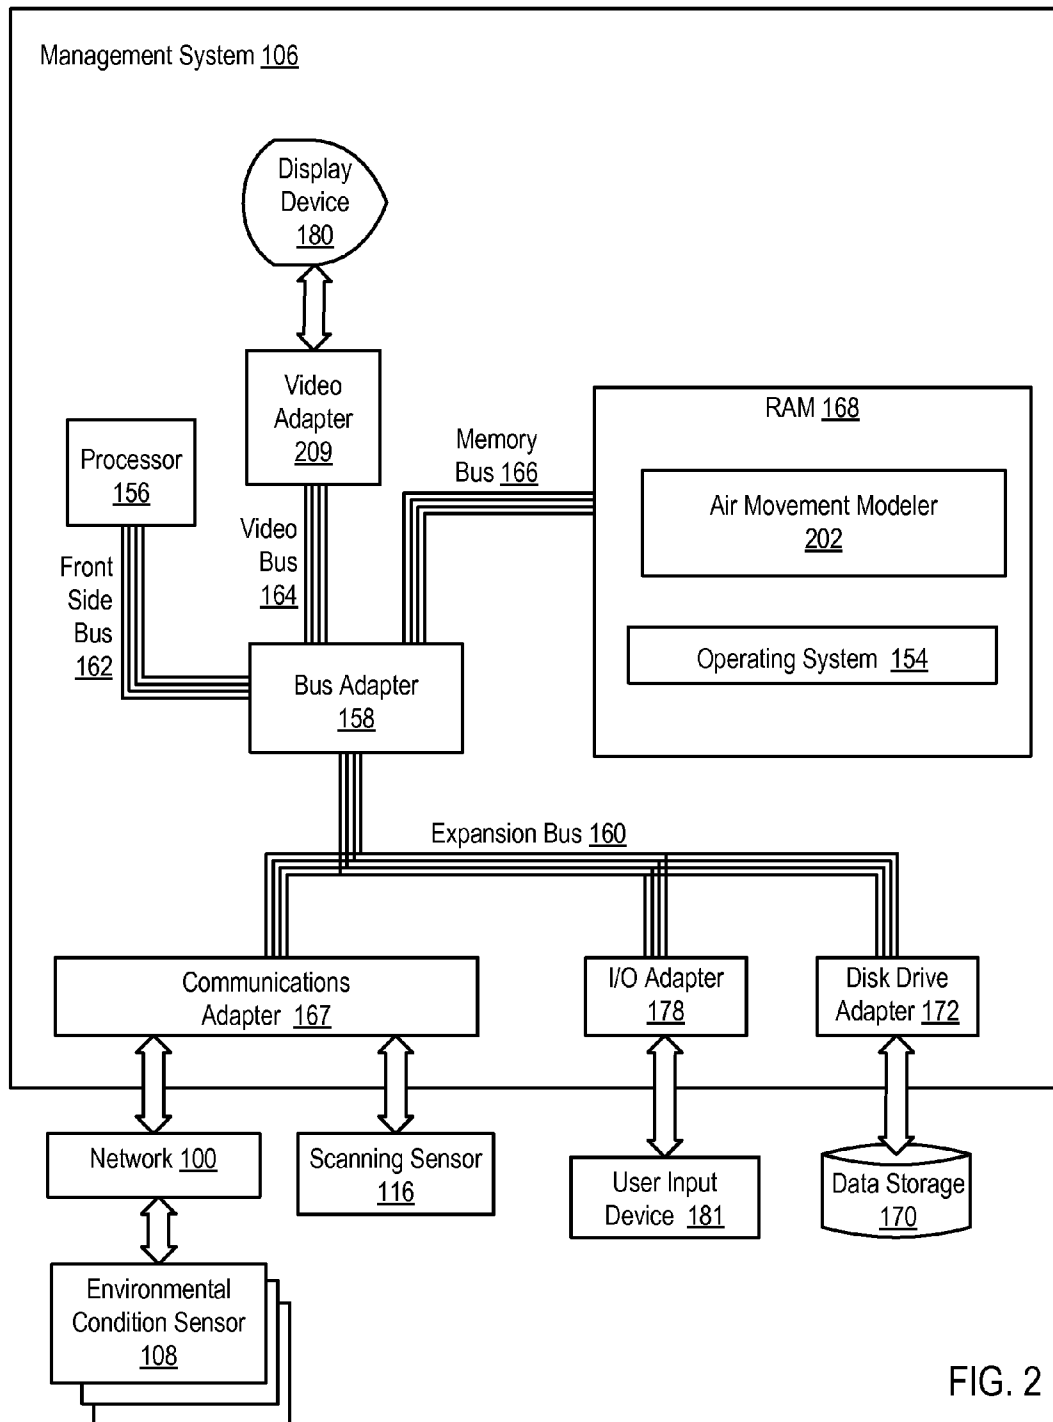 Management System 106
Display
Device
180
Video
Adapter
209
RAM 168
Memory
Bus 166
Processor
156
Air Movement Modeler
202
Video
Bus
164
Front
Side
Bus
162
Operating System 154
Bus Adapter
158
Expansion Bus 160
Communications
Adapter 167
I/O Adapter
178
Disk Drive
Adapter 172
Network 100
Scanning Sensor
116
User Input
Device 181
Data Storage
170
Environmental
Condition Sensor
108
FIG. 2